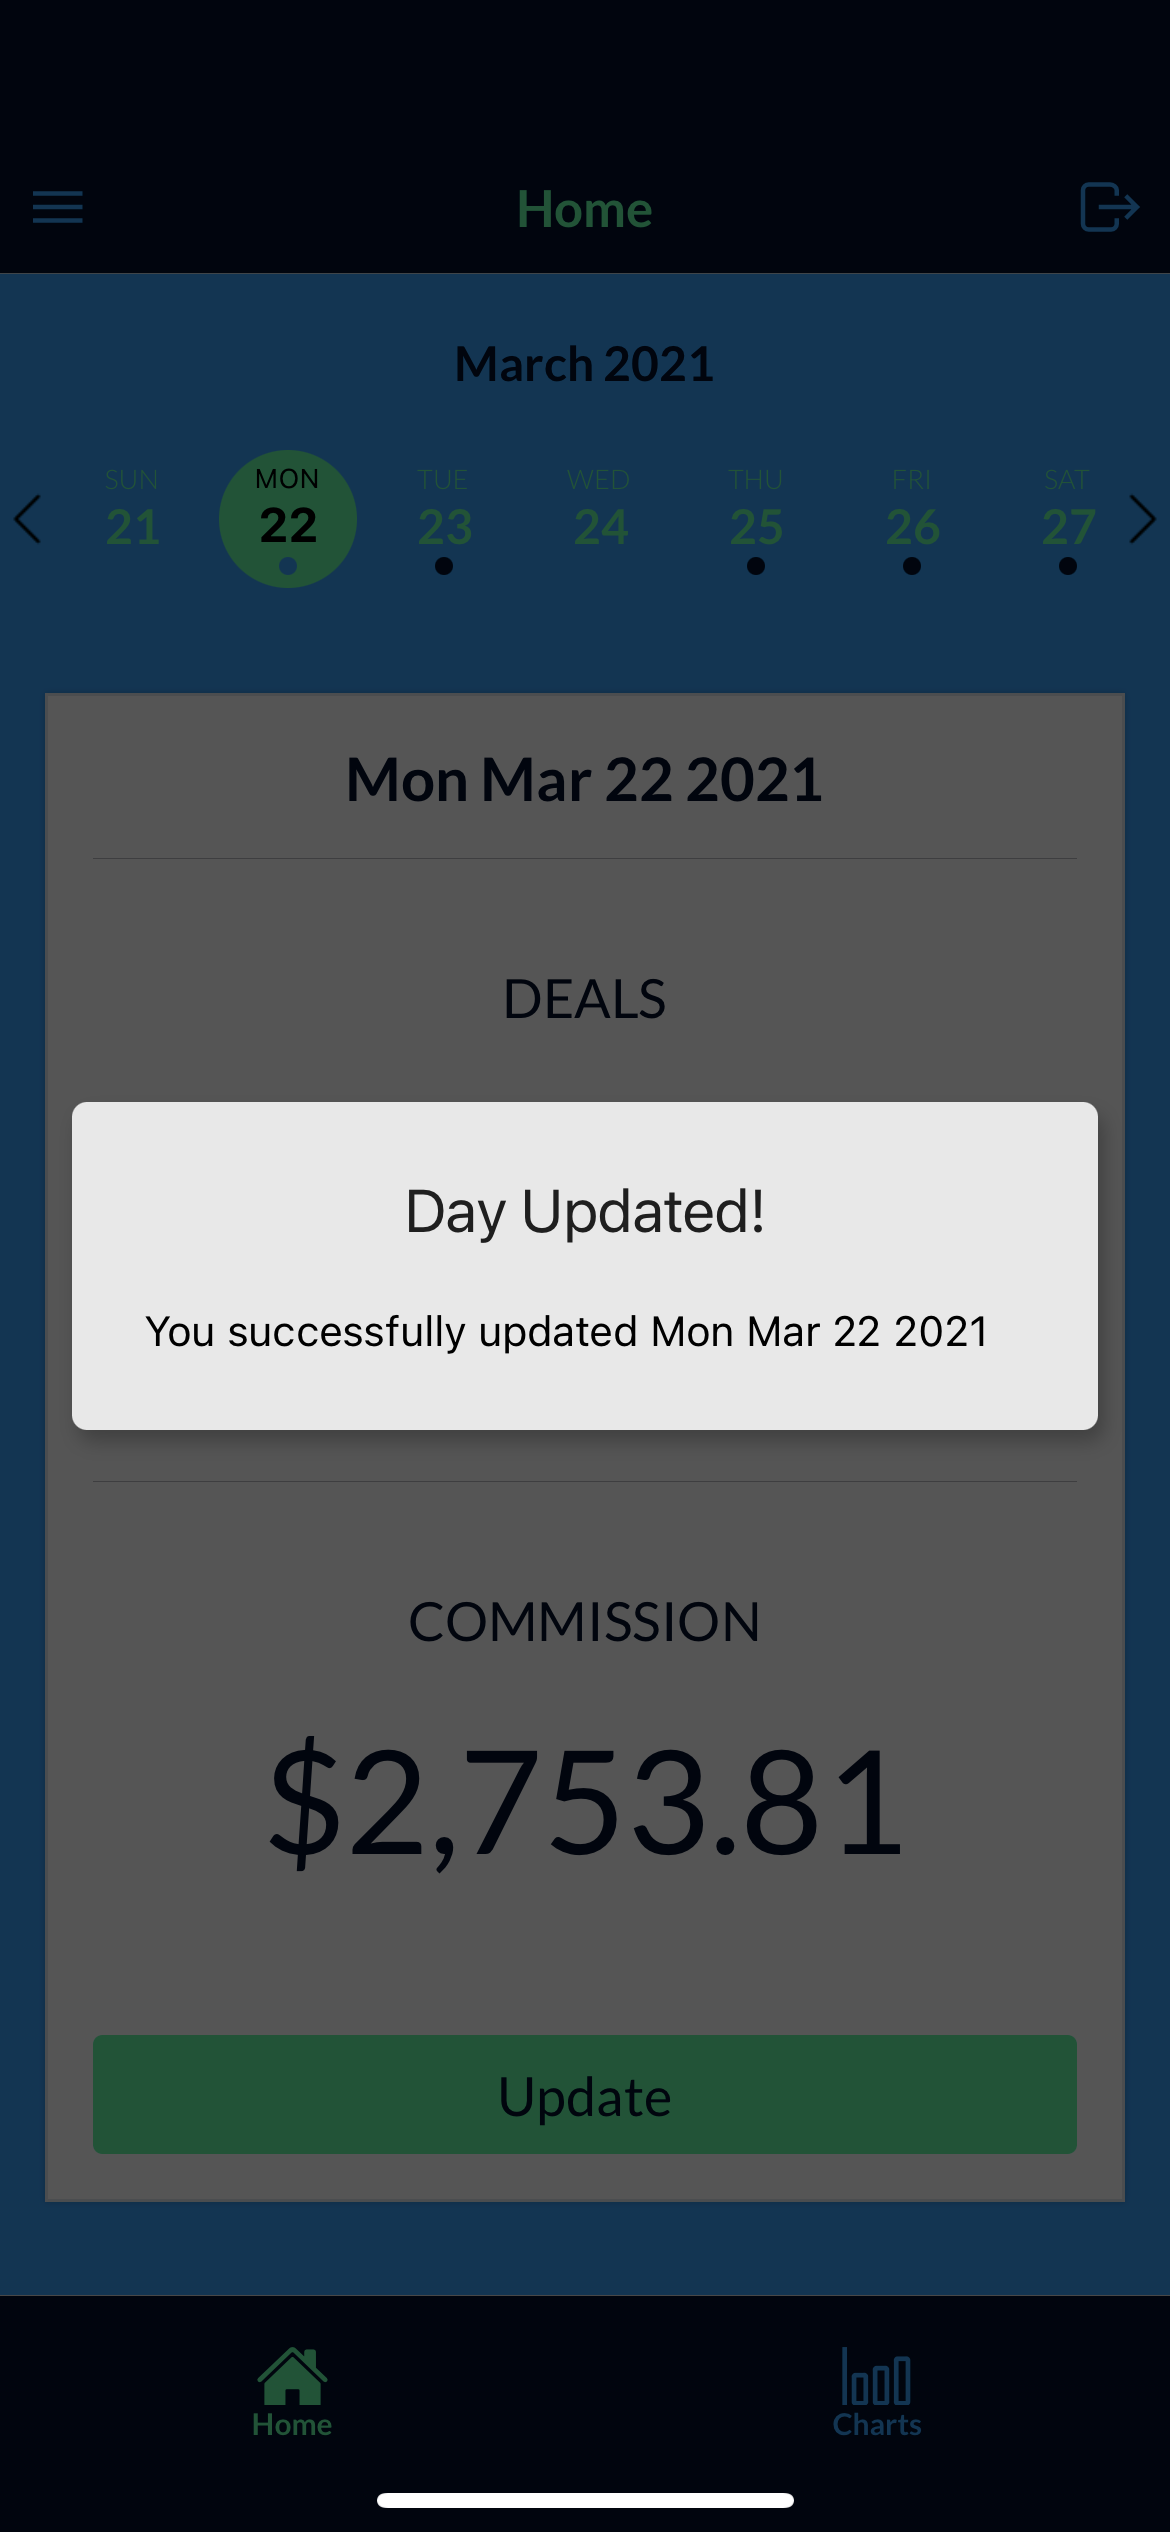 Home
March 2021
SUN MON TUE WED THU FRI SAT
21 22 23 24 25 26 27
Mon Mar 22 2021
DEALS
Day Updated!
You successfully updated Mon Mar 22 2021
COMMISSION
$2,753.81
Update
Home Charts